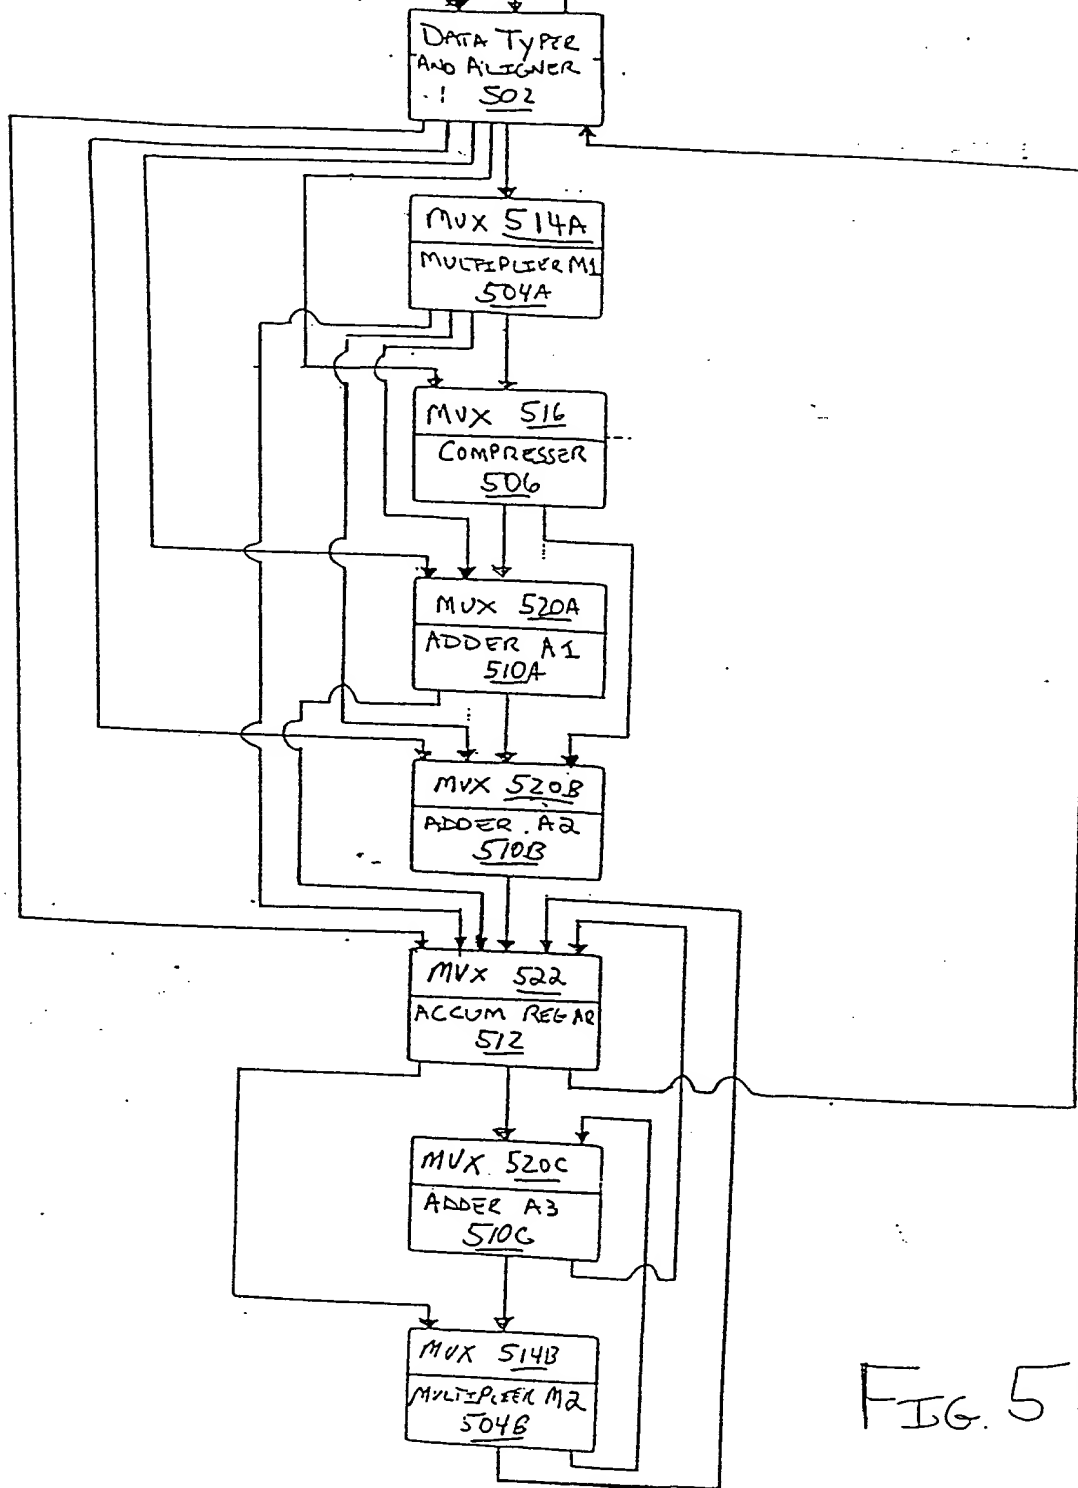 DATA TYPER
AND ALIGNER
502
MUX 514A
MULTIPLIER M1
504A
MUX 516
COMPRESSER
506
MUX 520A
ADDER A1
510A
MUX 520B
ADDER A2
510B
MUX 522
ACCUM REG AR
512
MUX 520C
ADDER A3
510C
MUX 514B
MULTIPLIER M2
504B
FIG. 5